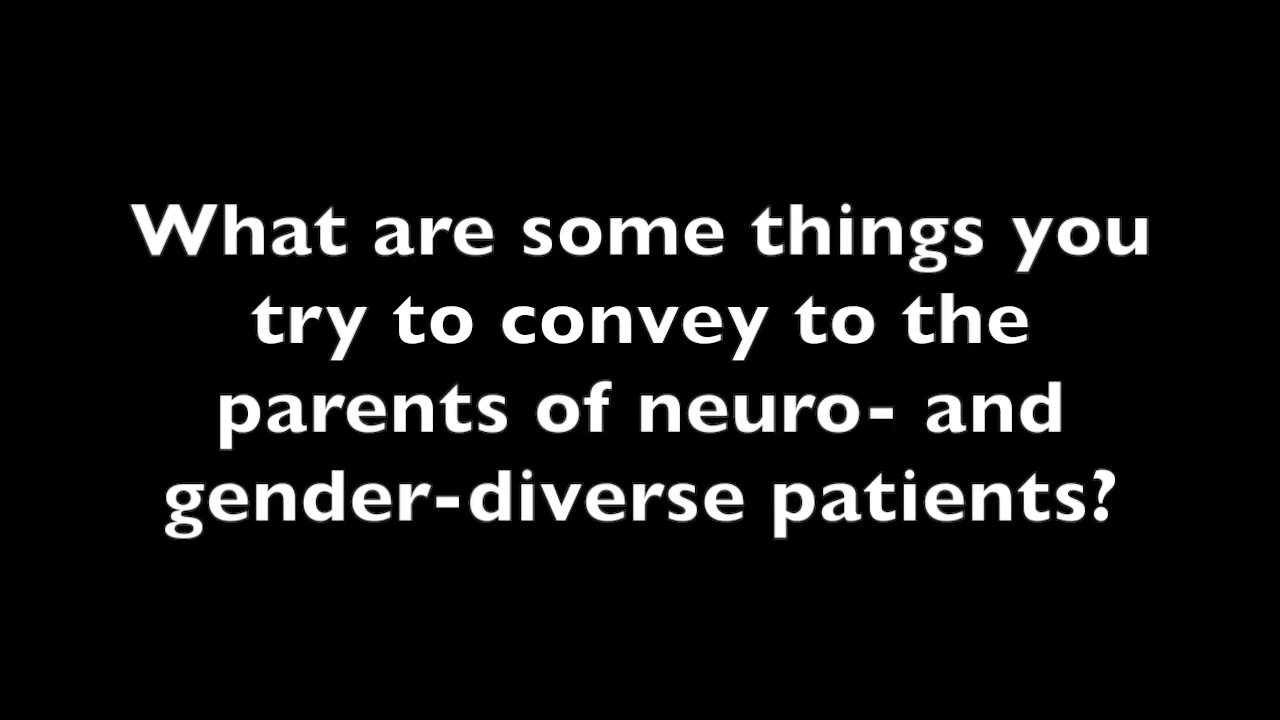 What are some things you
try to convey to the
parents of neuro- and
gender-diverse patients?